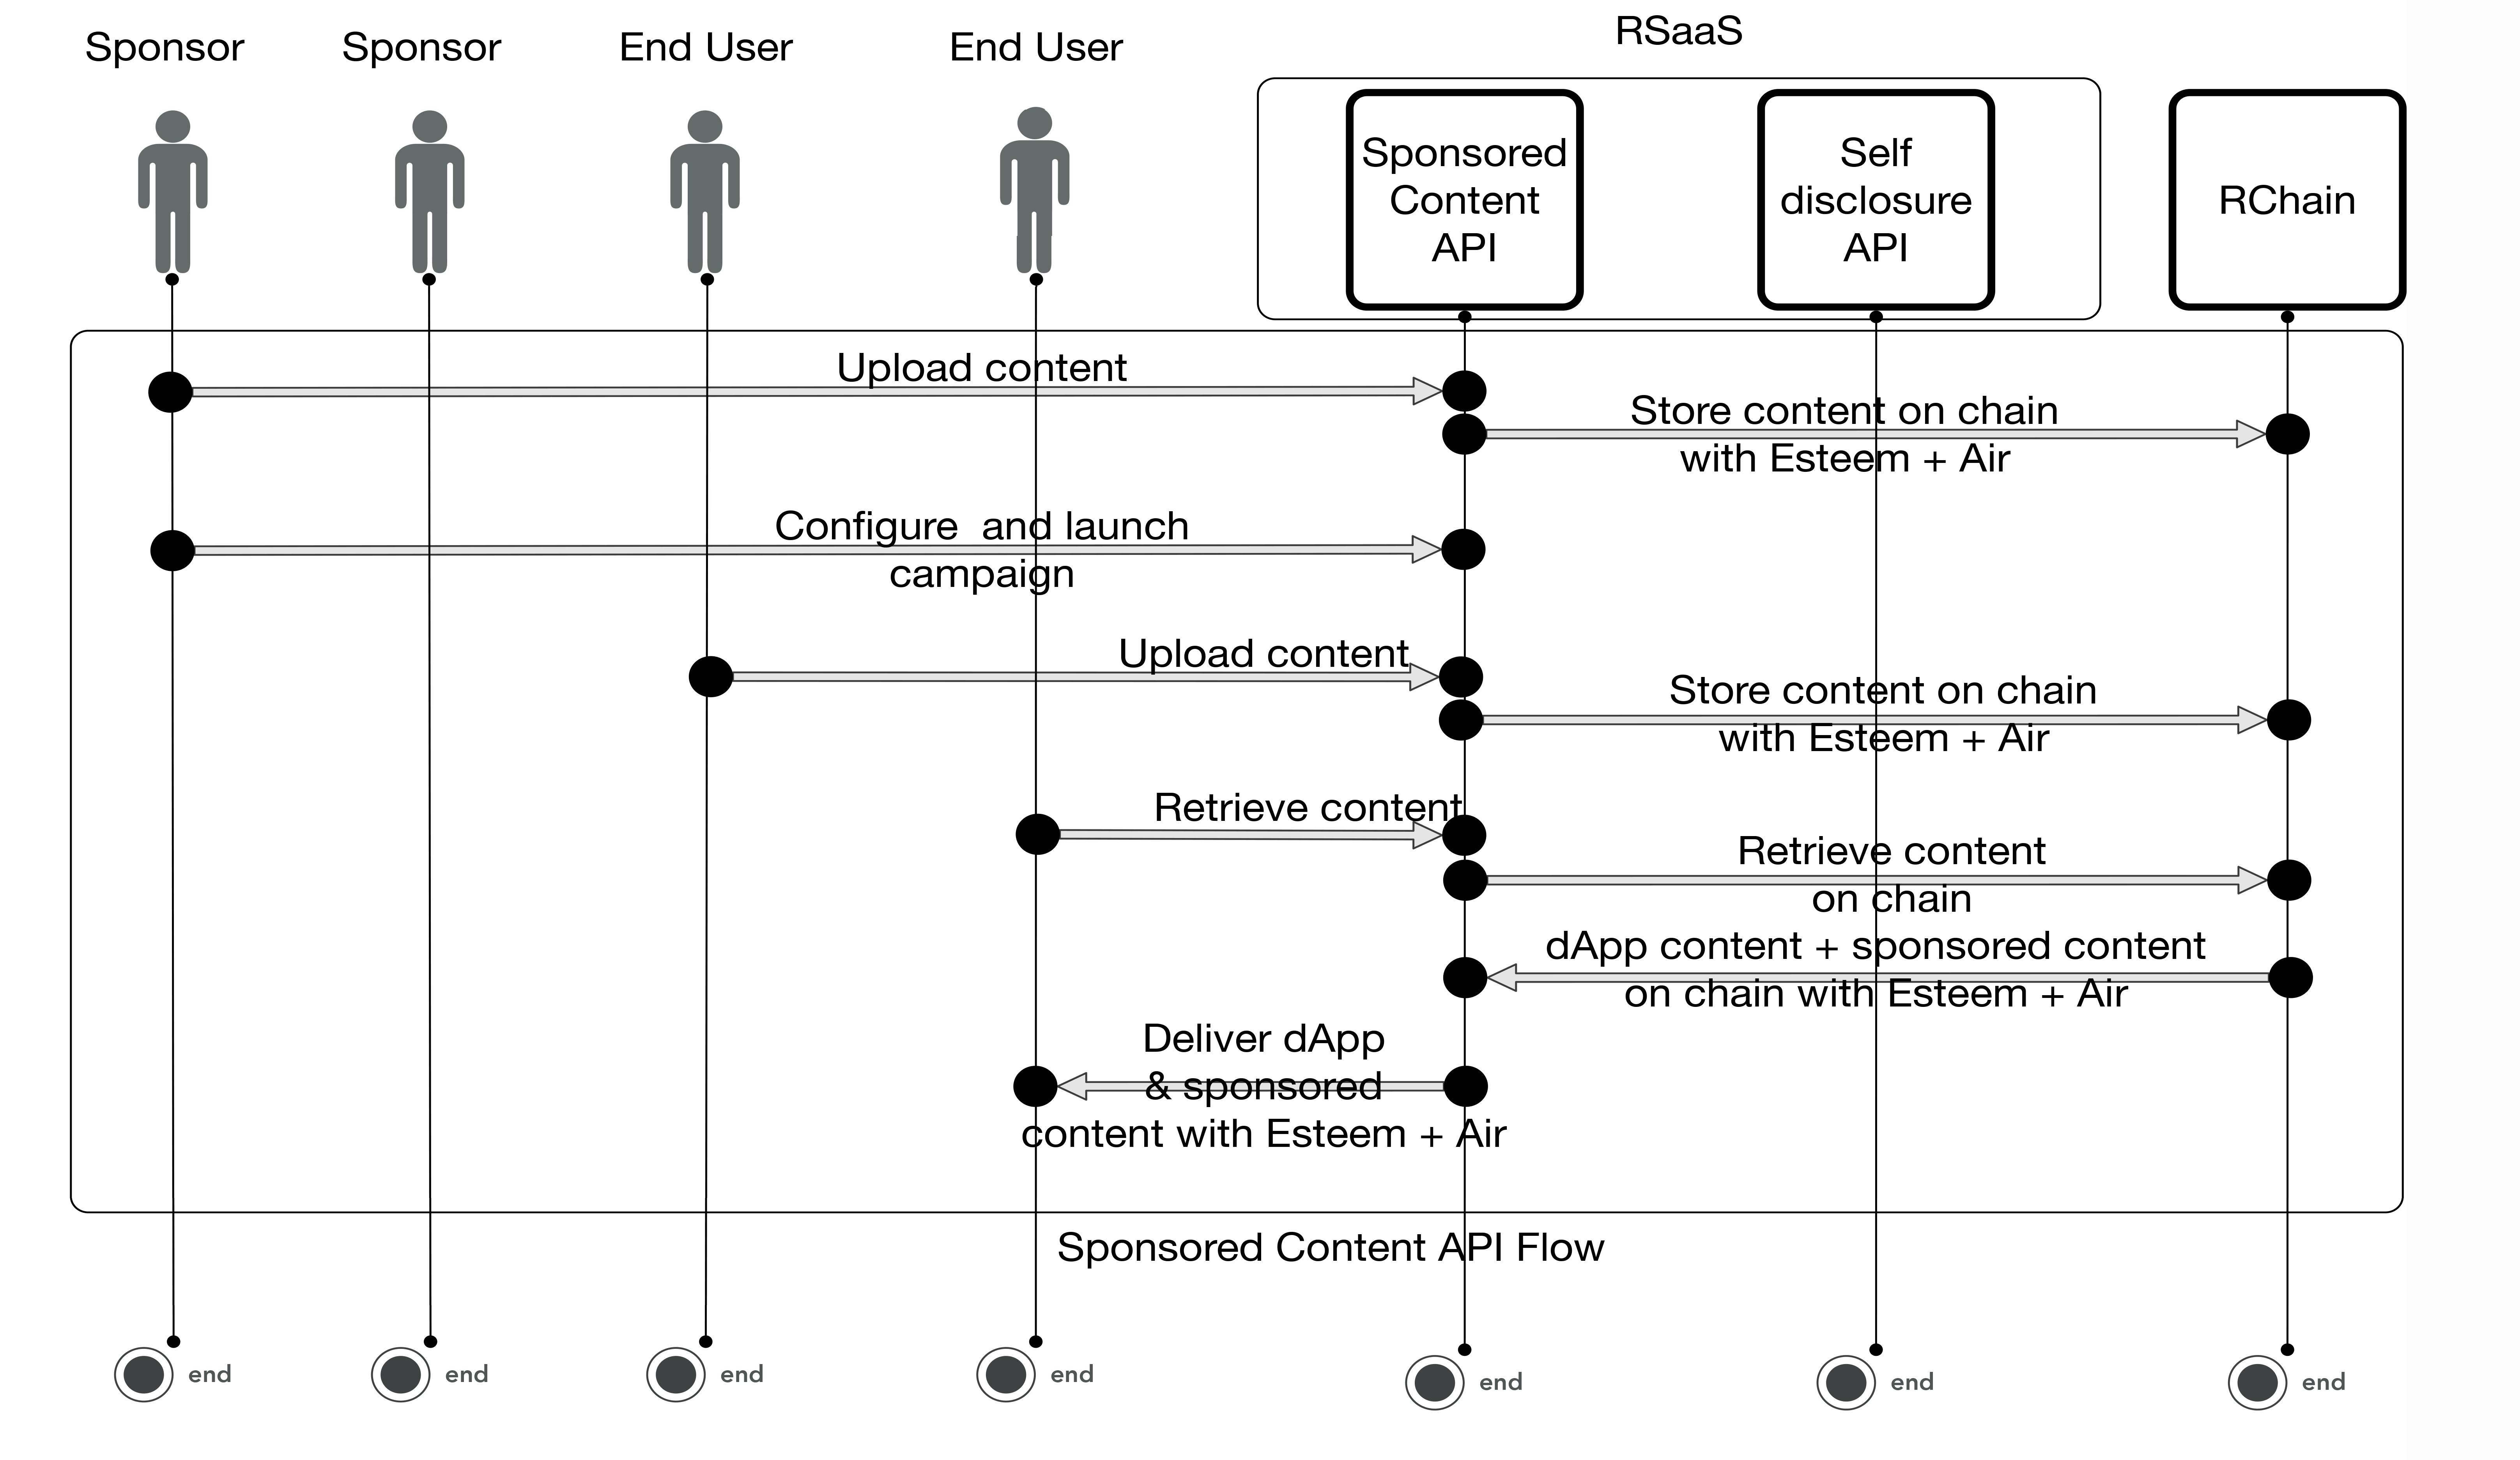 RSaaS
Sponsor
Sponsor
End User
End User
Sponsored
Content
API
Self
disclosure
API
RChain
Upload content
Store content on chain
with Esteem + Air
Configure  and launch
campaign
Upload content
Store content on chain
with Esteem + Air
Retrieve content
Retrieve content
on chain
dApp content + sponsored content
on chain with Esteem + Air
Deliver dApp
& sponsored
content with Esteem + Air
Sponsored Content API Flow
end
end
end
end
end
end
end